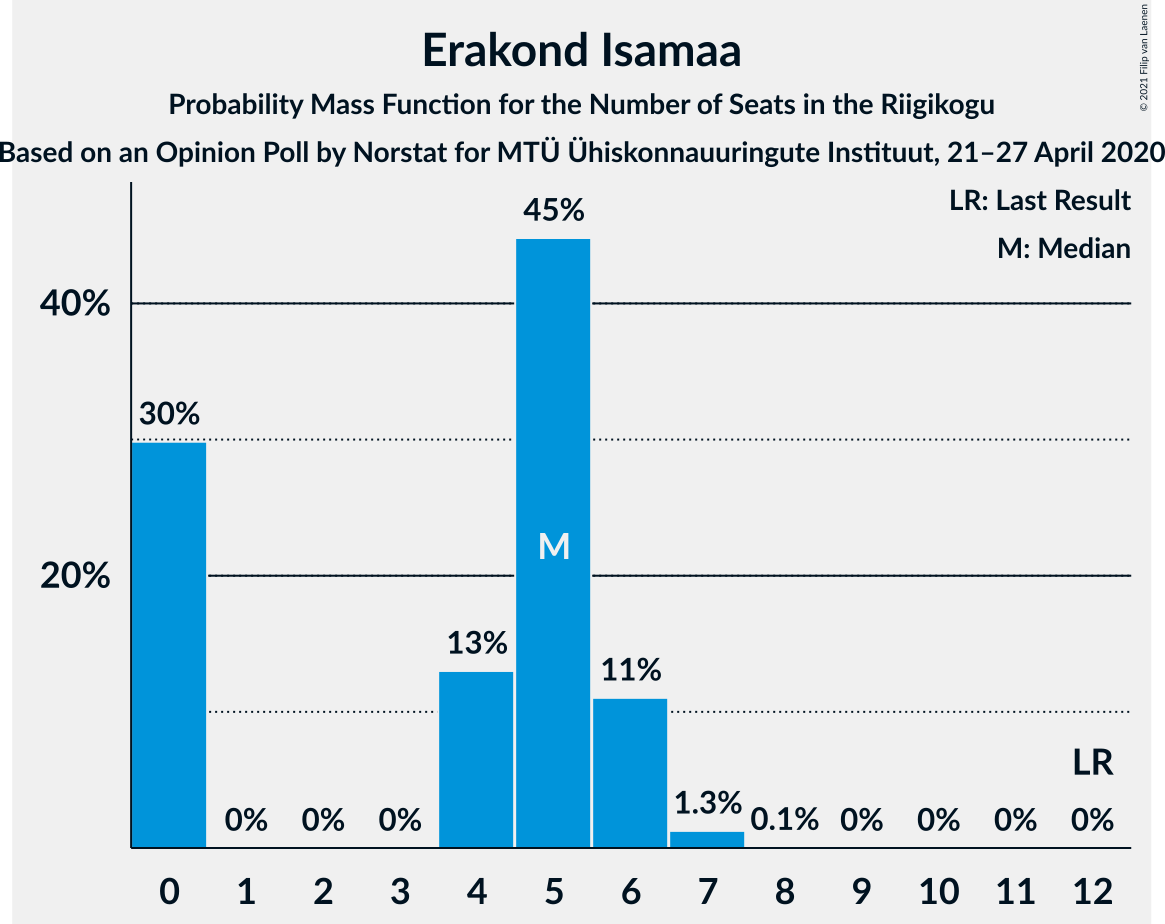 Erakond Isamaa
Probability Mass Function for the Number of Seats in the Riigikogu
Based on an Opinion Poll by Norstat for MTÜ Ühiskonnauuringute Instituut, 21–27 April 2020
© 2021 Filip van Laenen
LR: Last Result
M: Median
45%
40%
30%
M
20%
13%
11%
LR
1.3%
0% 0% 0% 0.1% 0% 0% 0% 0%
0 1 2 3 4 5 6 7 8 9 10 11 12